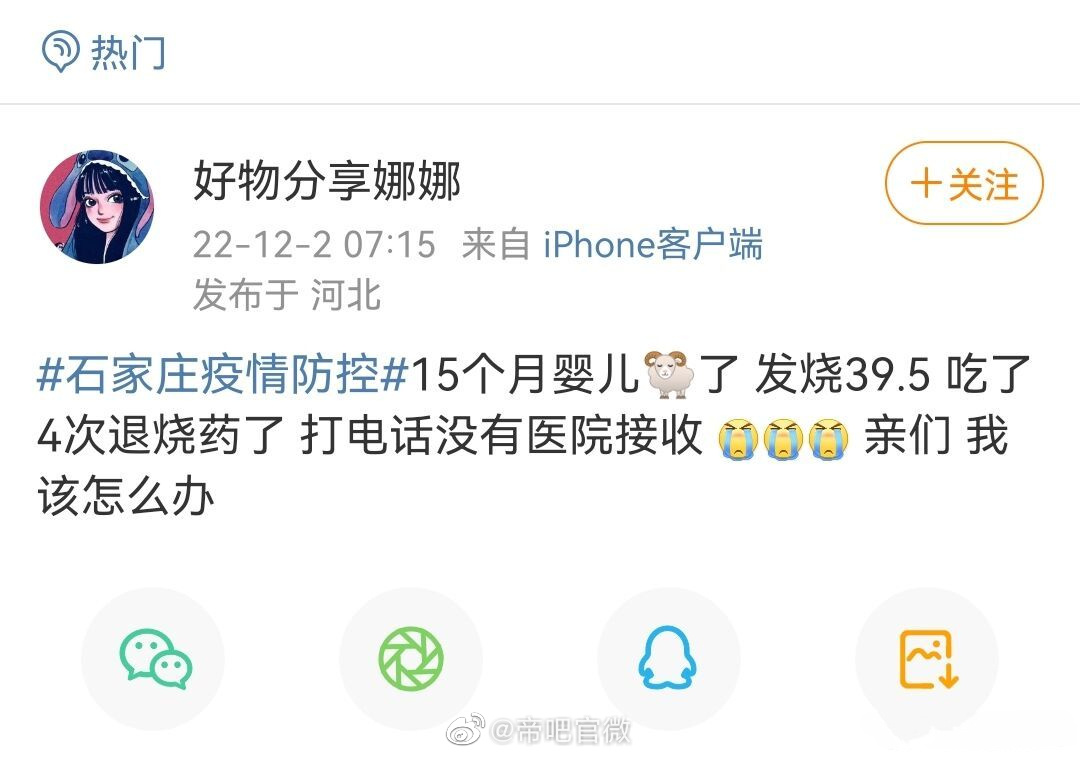 热门
好物分享娜娜
+关注
22-12-2 07:15 来自 iPhone客户端
发布于 河北
#石家庄疫情防控#15个月婴儿🐏了 发烧39.5 吃了
4次退烧药了 打电话没有医院接收 😭😭😭 亲们 我
该怎么办
@帝吧官微